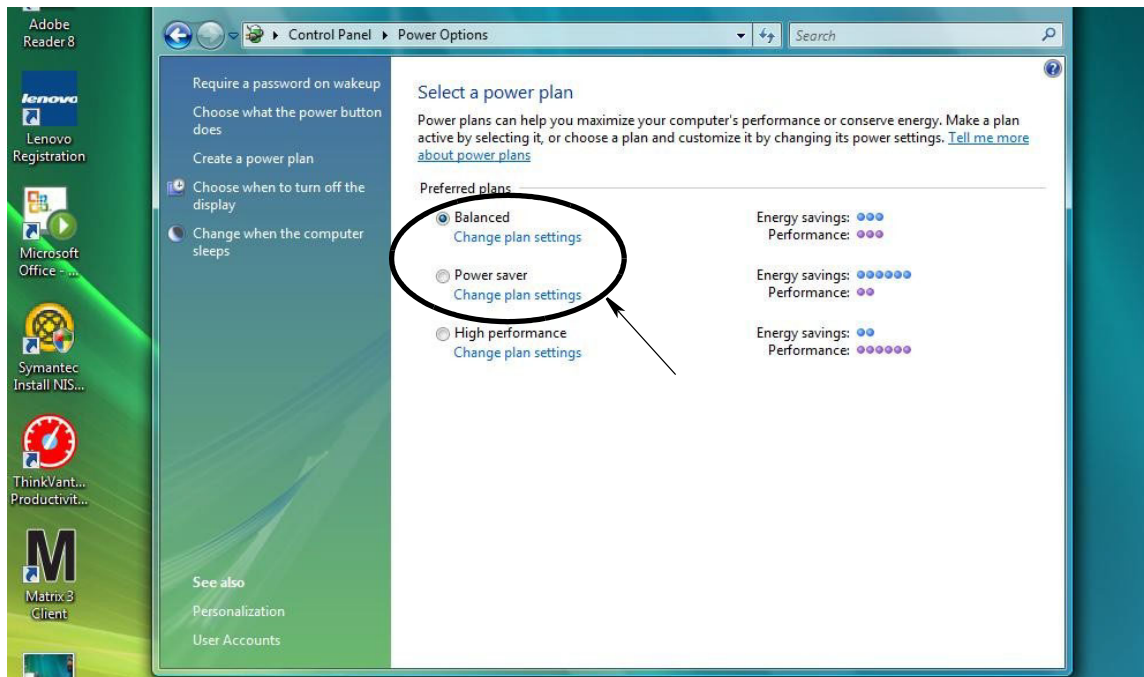 Adobe
Reader 8
lenovo
Lenovo
Registration
Microsoft
Office - ...
Symantec
Install NIS...
ThinkVant...
Productivit...
M
Matrix 3
Client
Control Panel
Power Options
Search
Require a password on wakeup
Choose what the power button
does
Create a power plan
Choose when to turn off the
display
Change when the computer
sleeps
See also
Personalization
User Accounts
Select a power plan
Power plans can help you maximize your computer's performance or conserve energy. Make a plan
active by selecting it, or choose a plan and customize it by changing its power settings. Tell me more
about power plans
Preferred plans
Balanced
Energy savings:
Change plan settings
Performance:
Power saver
Energy savings:
Change plan settings
Performance:
High performance
Energy savings:
Change plan settings
Performance: